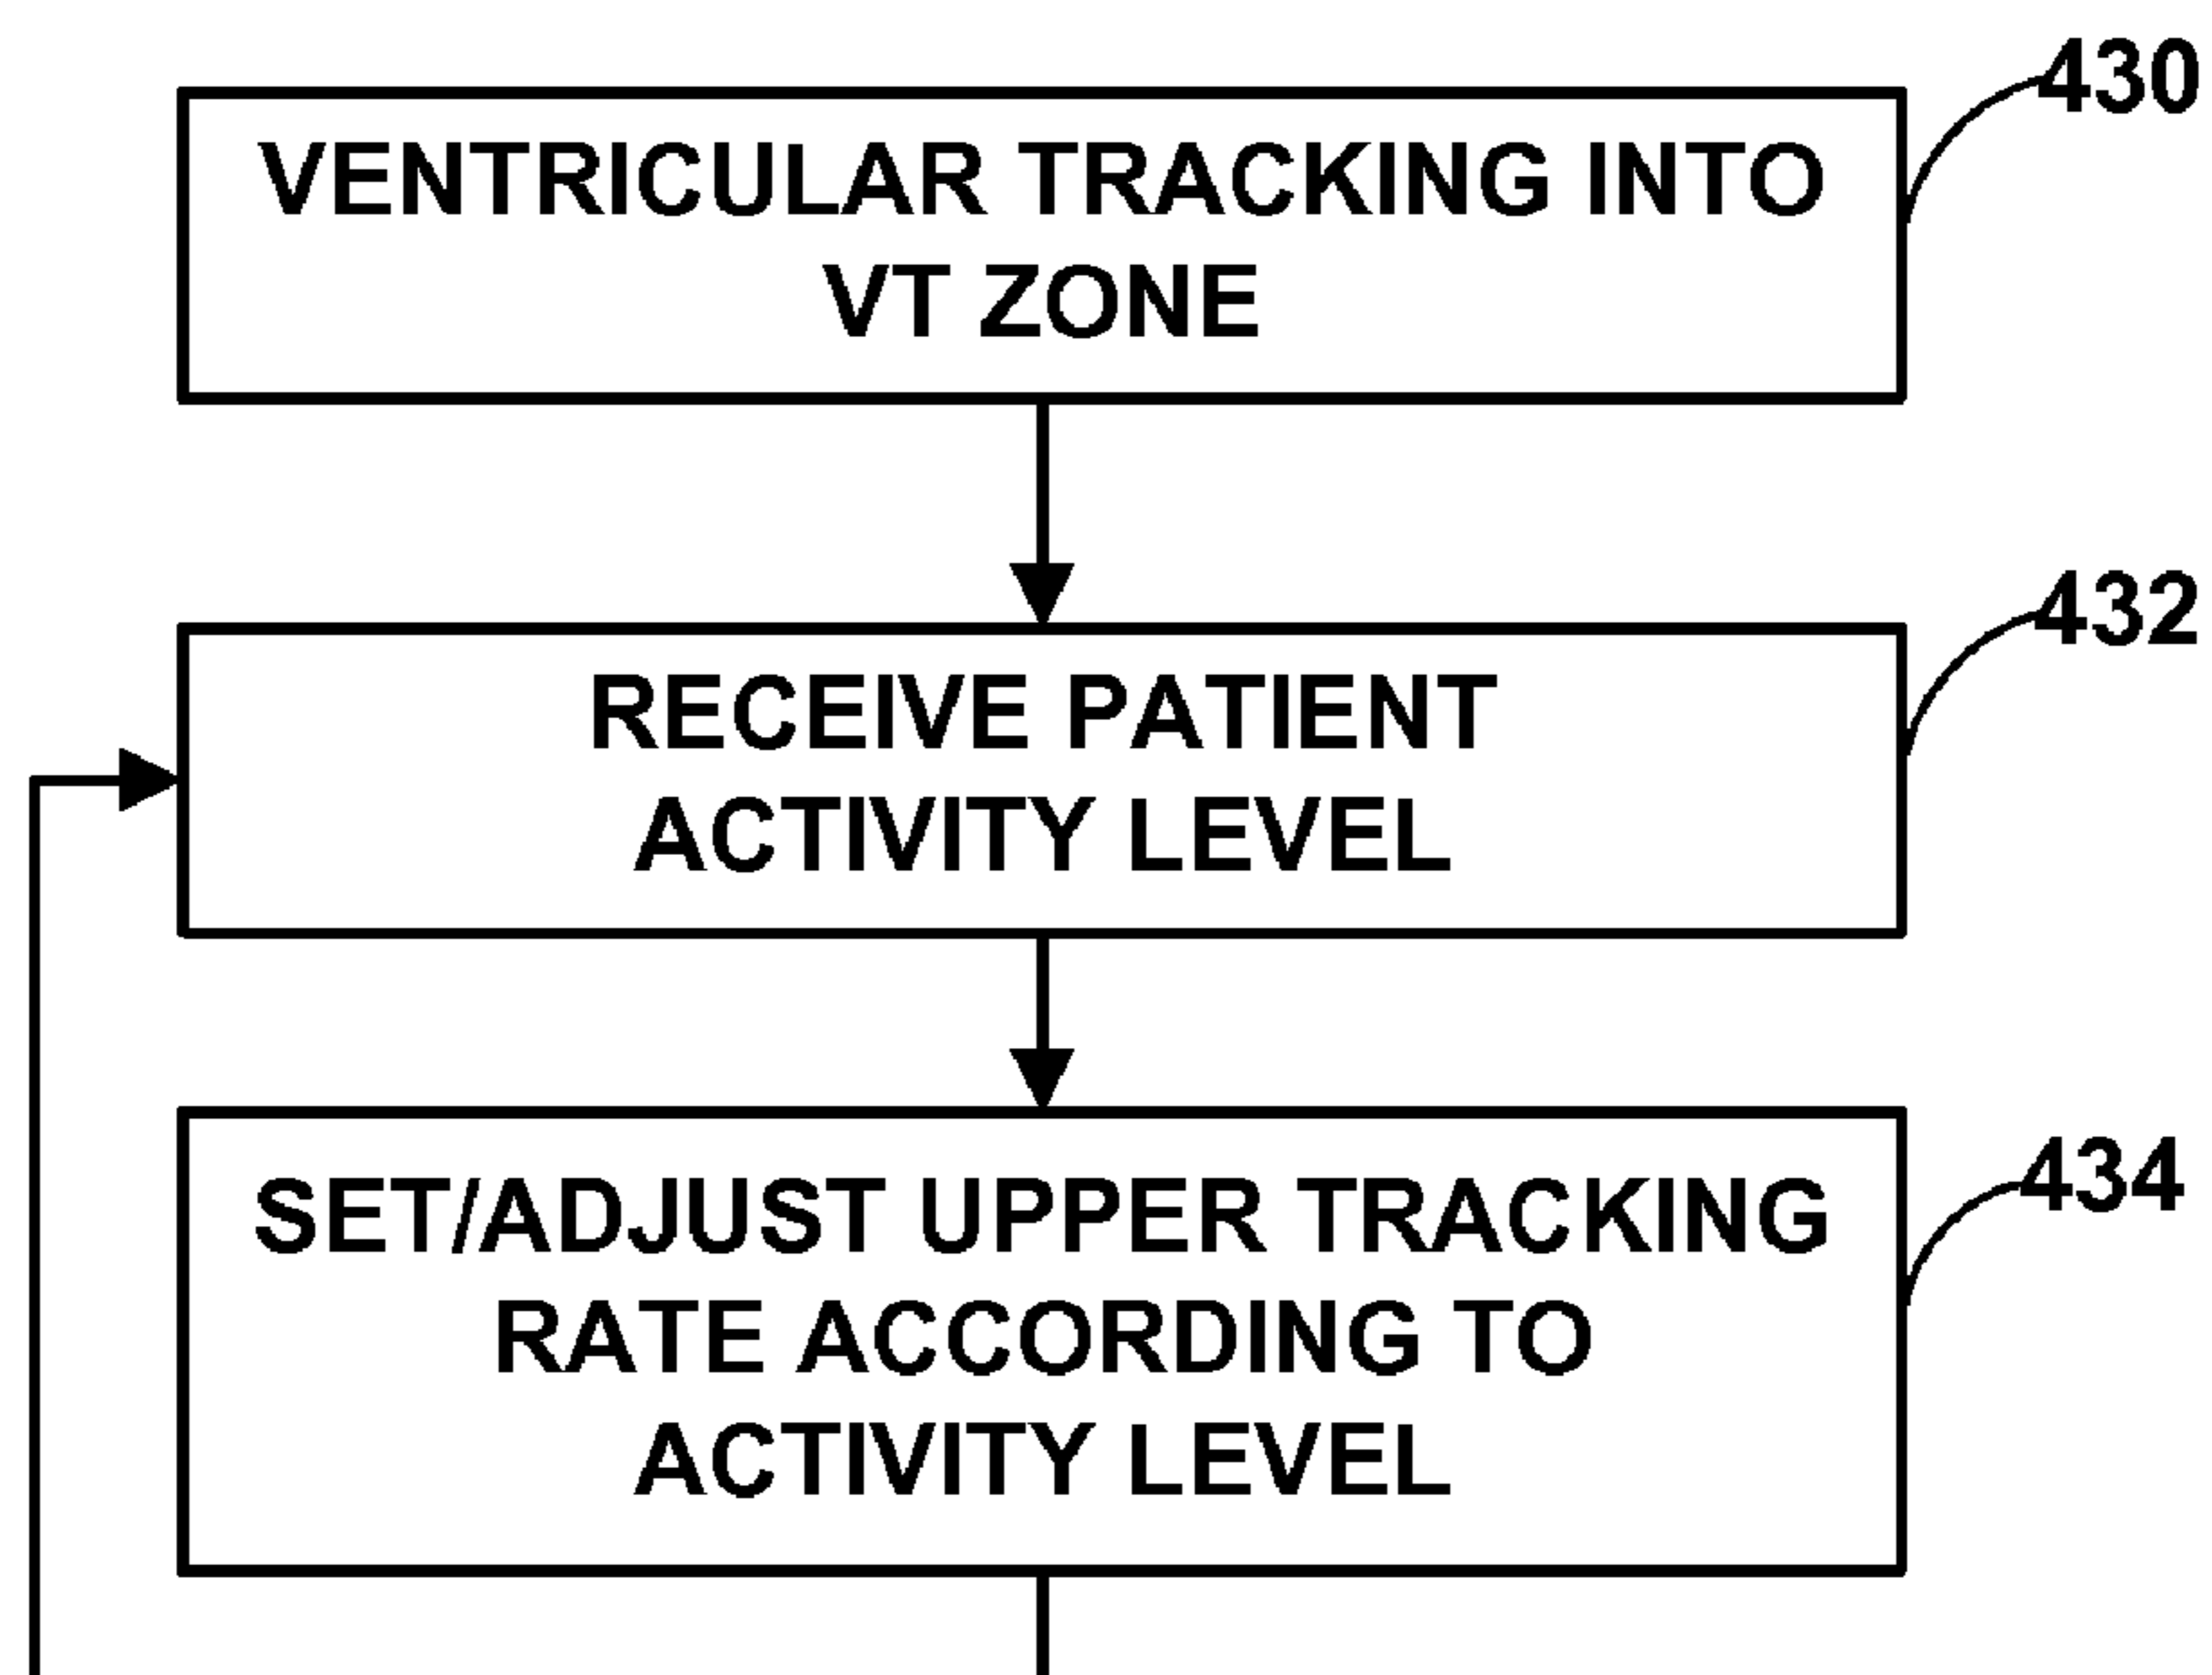 430
VENTRICULAR TRACKING INTO
VT ZONE
432
RECEIVE PATIENT
ACTIVITY LEVEL
434
SET/ADJUST UPPER TRACKING
RATE ACCORDING TO
ACTIVITY LEVEL